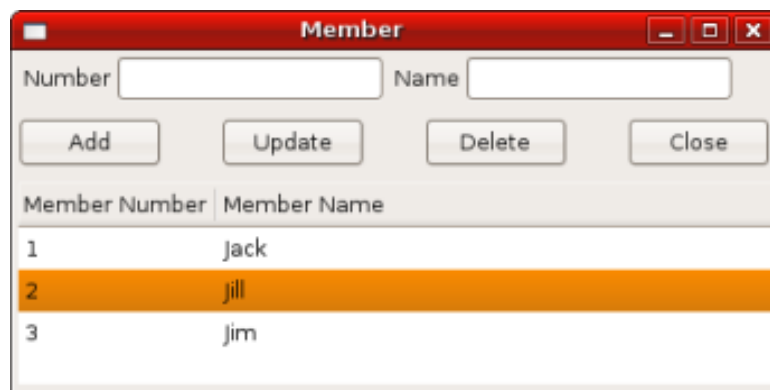 Member
Number Name
Add Update Delete Close
Member Number Member Name
1 Jack
2 Jill
3 Jim